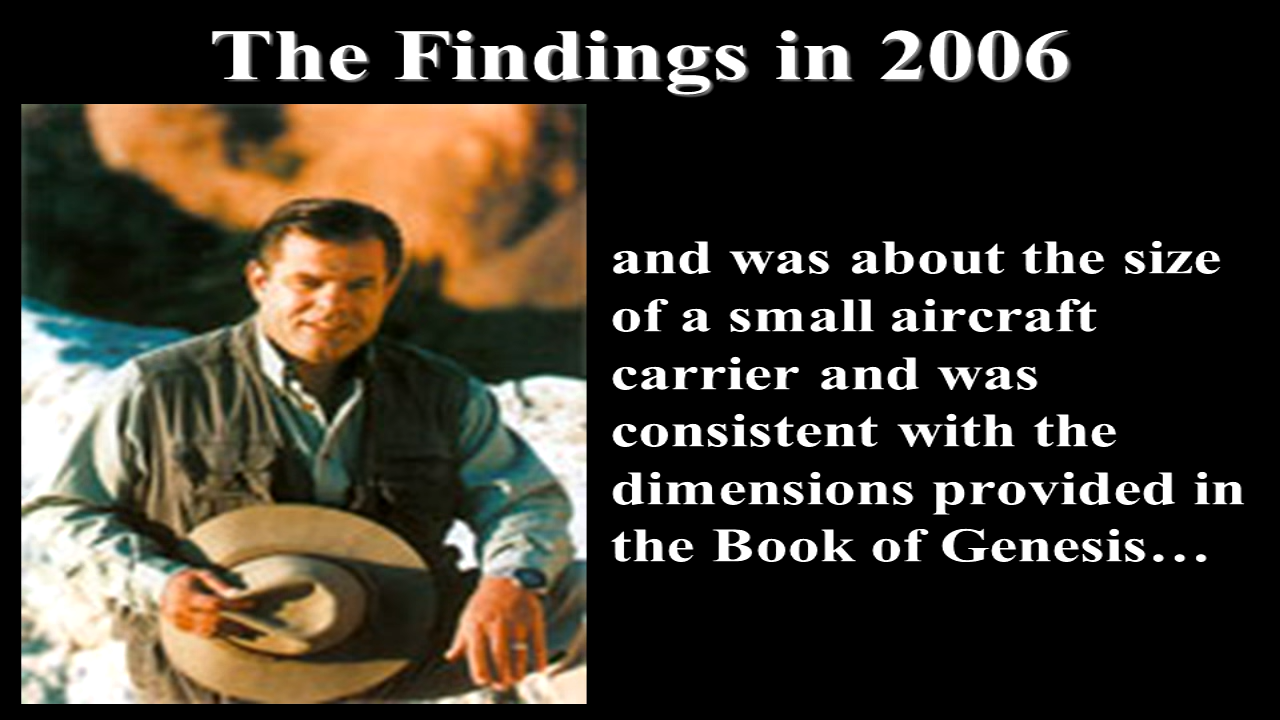 The Findings in 2006
and was about the size
of a small aircraft
carrier and was
consistent with the
dimensions provided in
the Book of Genesis…